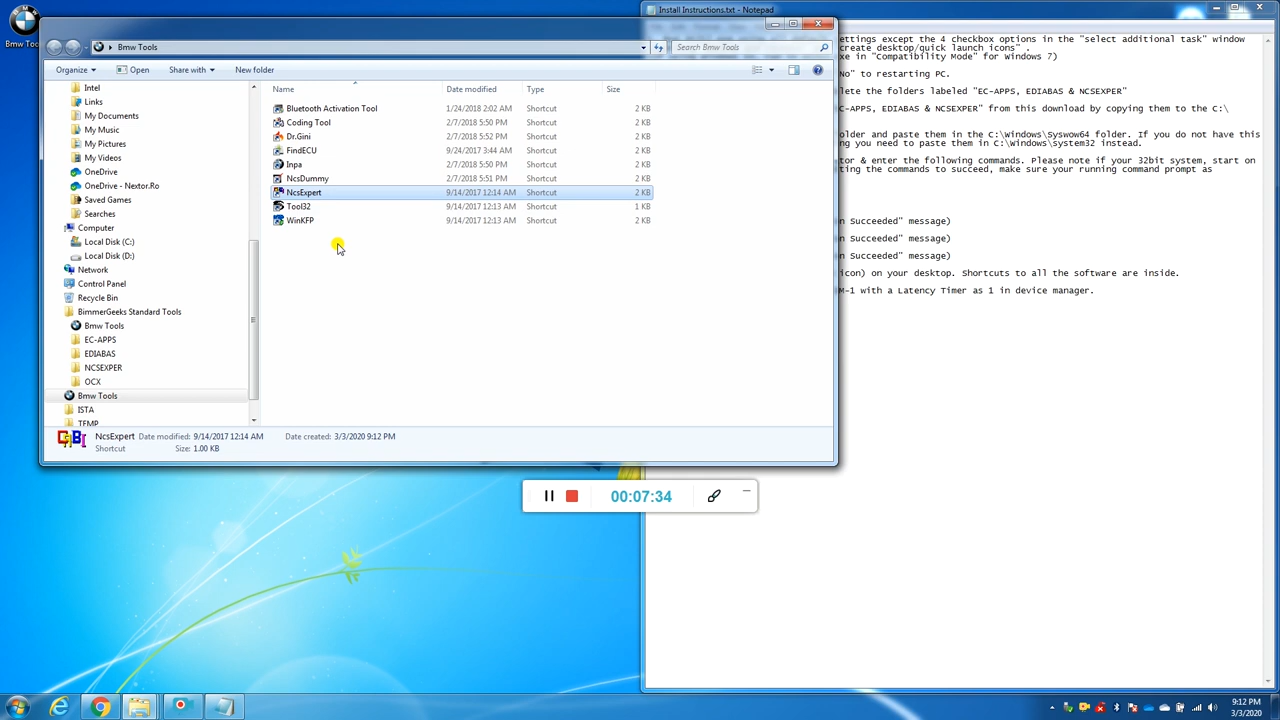 Install Instructions.txt - Notepad
BMW
Bmw Too
Bmw Tools
Search Bmw Tools
Organize
Open
Share with
New folder
Intel
Links
My Documents
My Music
My Pictures
My Videos
OneDrive
OneDrive - Nextor.Ro
Saved Games
Searches
Computer
Local Disk (C:)
Local Disk (D:)
Network
Control Panel
Recycle Bin
BimmerGeeks Standard Tools
Bmw Tools
EC-APPS
EDIABAS
NCSEXPER
OCX
Bmw Tools
ISTA
TEMP
Name Date modified Type Size
Bluetooth Activation Tool 1/24/2018 2:02 AM Shortcut 2 KB
Coding Tool 2/7/2018 5:50 PM Shortcut 2 KB
Dr.Gini 2/7/2018 5:52 PM Shortcut 2 KB
FindECU 9/24/2017 3:44 AM Shortcut 2 KB
Inpa 2/7/2018 5:50 PM Shortcut 2 KB
NcsDummy 2/7/2018 5:51 PM Shortcut 2 KB
NcsExpert 9/14/2017 12:14 AM Shortcut 2 KB
Tool32 9/14/2017 12:13 AM Shortcut 1 KB
WinKFP 9/14/2017 12:13 AM Shortcut 2 KB
NcsExpert Date modified: 9/14/2017 12:14 AM Date created: 3/3/2020 9:12 PM
Shortcut Size: 1.00 KB
ettings except the 4 checkbox options in the "select additional task" window
create desktop/quick launch icons" .
xe in "Compatibility Mode" for Windows 7)
No" to restarting PC.
lete the folders labeled "EC-APPS, EDIABAS & NCSEXPER"
C-APPS, EDIABAS & NCSEXPER" from this download by copying them to the C:\
older and paste them in the C:\Windows\Syswow64 folder. If you do not have this
ng you need to paste them in C:\Windows\system32 instead.
tor & enter the following commands. Please note if your 32bit system, start on
ting the commands to succeed, make sure your running command prompt as
n Succeeded" message)
n Succeeded" message)
n Succeeded" message)
icon) on your desktop. Shortcuts to all the software are inside.
M-1 with a Latency Timer as 1 in device manager.
00:07:34
9:12 PM
3/3/2020